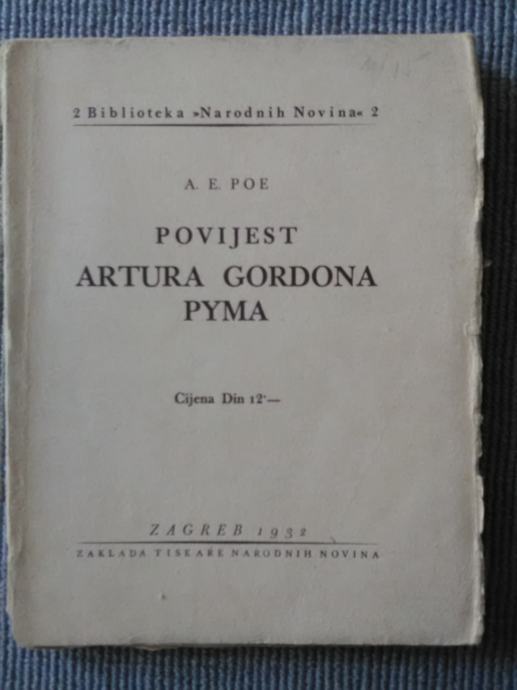 2 Biblioteka »Narodnih Novina« 2
A. E. POE
POVIJEST
ARTURA GORDONA
PYMA
Cijena Din 12·—
ZAGREB 1932
ZAKLADA TISKARE NARODNIH NOVINA